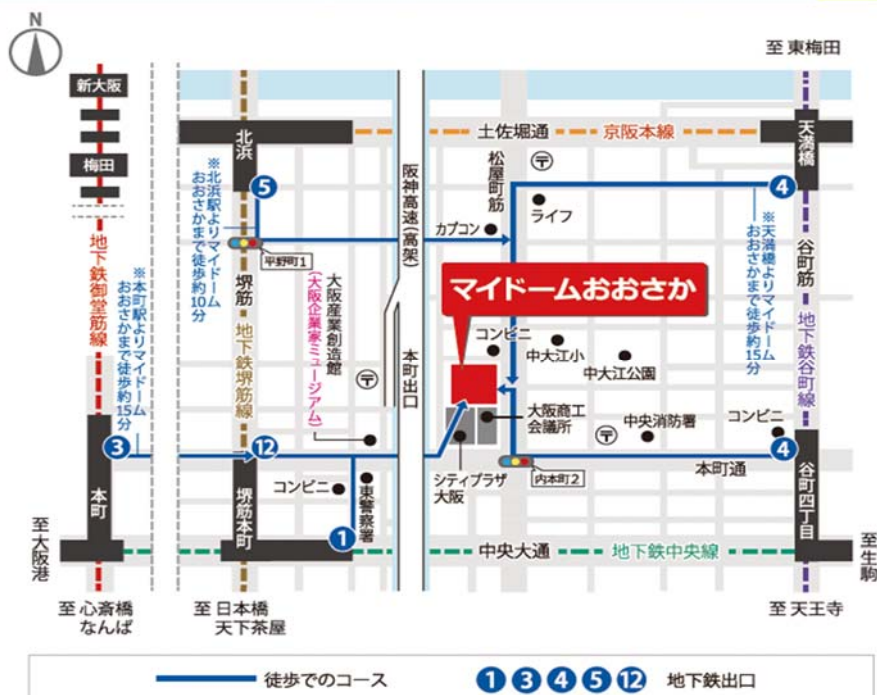 N
至 東梅田
新大阪
梅田
北浜
土佐堀通
京阪本線
天満橋
阪神高速(高架)
松屋町筋
〒
5
4
ライフ
カプコン
※北浜駅よりマイドーム
おおさかまで徒歩約10分
平野町1
※天満橋よりマイドーム
おおさかまで徒歩約15分
谷町筋
地下鉄御堂筋線
※本町駅よりマイドーム
おおさかまで徒歩約15分
堺筋
地下鉄堺筋線
大阪産業創造館
(大阪企業家ミュージアム)
マイドームおおさか
コンビニ
中大江小
中大江公園
地下鉄谷町線
〒
本町出口
大阪商工
会議所
〒
中央消防署
コンビニ
3
12
4
シティプラザ
大阪
内本町2
本町通
本町
堺筋本町
コンビニ
東警察署
谷町四丁目
1
至大阪港
中央大通
地下鉄中央線
至生駒
至 心斎橋
なんば
至 日本橋
天下茶屋
至 天王寺
徒歩でのコース
1 3 4 5 12 地下鉄出口